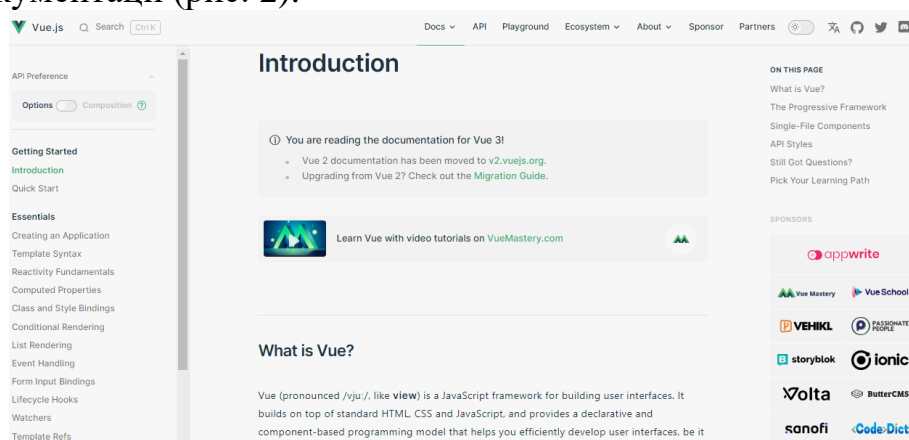 кументації (рис. 2).
Vue.js Search Ctrl K Docs API Playground Ecosystem About Sponsor Partners
API Preference
Options Composition ?
Getting Started
Introduction
Quick Start
Essentials
Creating an Application
Template Syntax
Reactivity Fundamentals
Computed Properties
Class and Style Bindings
Conditional Rendering
List Rendering
Event Handling
Form Input Bindings
Lifecycle Hooks
Watchers
Template Refs
Introduction
You are reading the documentation for Vue 3!
Vue 2 documentation has been moved to v2.vuejs.org.
Upgrading from Vue 2? Check out the Migration Guide.
Learn Vue with video tutorials on VueMastery.com
What is Vue?
Vue (pronounced /vjuː/, like view) is a JavaScript framework for building user interfaces. It
builds on top of standard HTML, CSS and JavaScript, and provides a declarative and
component-based programming model that helps you efficiently develop user interfaces, be it
ON THIS PAGE
What is Vue?
The Progressive Framework
Single-File Components
API Styles
Still Got Questions?
Pick Your Learning Path
SPONSORS
appwrite
Vue Mastery Vue School
VEHIKL PASSIONATE PEOPLE
storyblok ionic
Volta ButterCMS
sanofi <Code>Dict